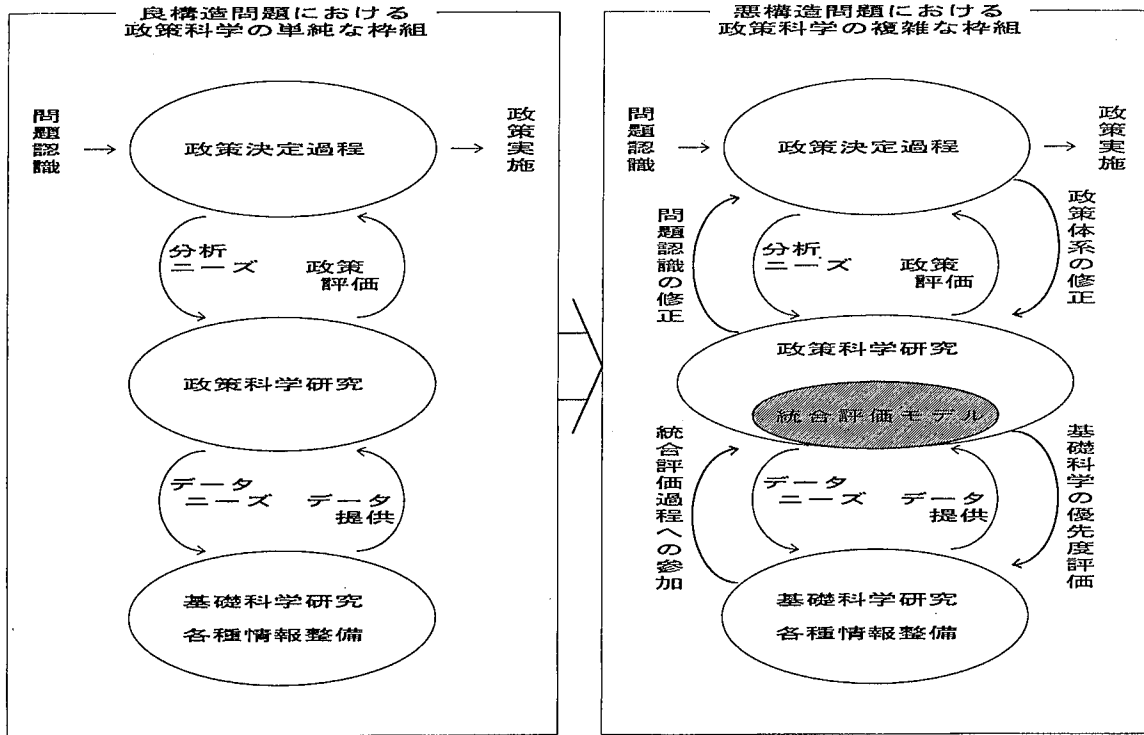 良構造問題における
政策科学の単純な枠組
問題認識
政策決定過程
政策実施
分析
ニーズ
政策
評価
政策科学研究
データ
ニーズ
データ
提供
基礎科学研究
各種情報整備
悪構造問題における
政策科学の複雑な枠組
問題認識
政策決定過程
政策実施
問題認識の修正
分析
ニーズ
政策
評価
政策体系の修正
政策科学研究
統合評価モデル
統合評価過程への参加
データ
ニーズ
データ
提供
基礎科学の優先度評価
基礎科学研究
各種情報整備